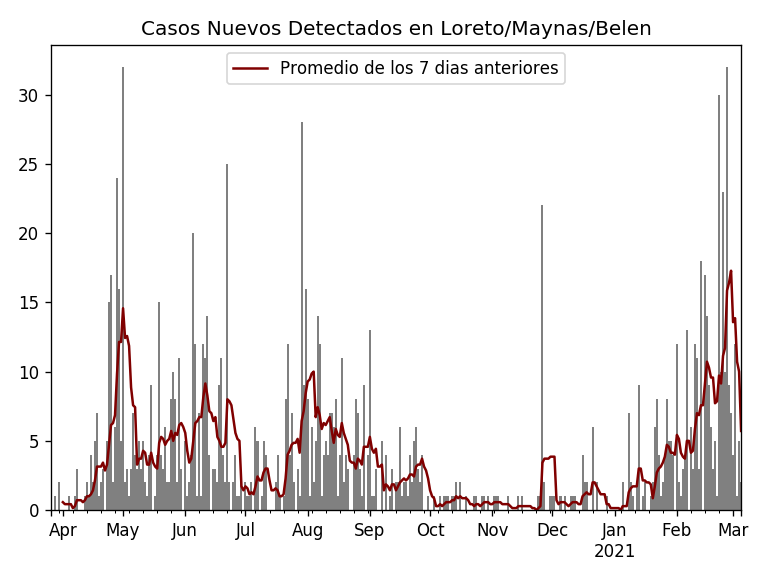 Casos Nuevos Detectados en Loreto/Maynas/Belen
Promedio de los 7 dias anteriores
30
25
20
15
10
5
0
Apr May Jun Jul Aug Sep Oct Nov Dec Jan Feb Mar
2021